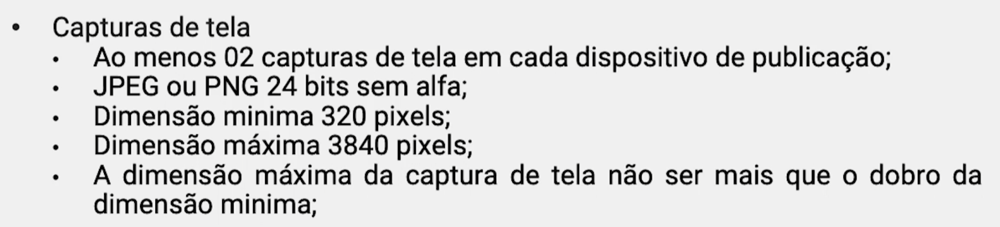 • Capturas de tela
• Ao menos 02 capturas de tela em cada dispositivo de publicação;
• JPEG ou PNG 24 bits sem alfa;
• Dimensão minima 320 pixels;
• Dimensão máxima 3840 pixels;
• A dimensão máxima da captura de tela não ser mais que o dobro da
dimensão minima;